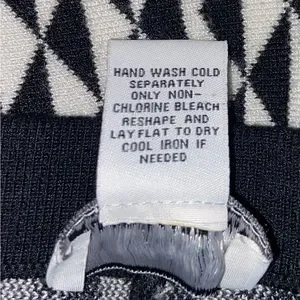 HAND WASH COLD
SEPARATELY
ONLY NON-
CHLORINE BLEACH
RESHAPE AND
LAY FLAT TO DRY
COOL IRON IF
NEEDED